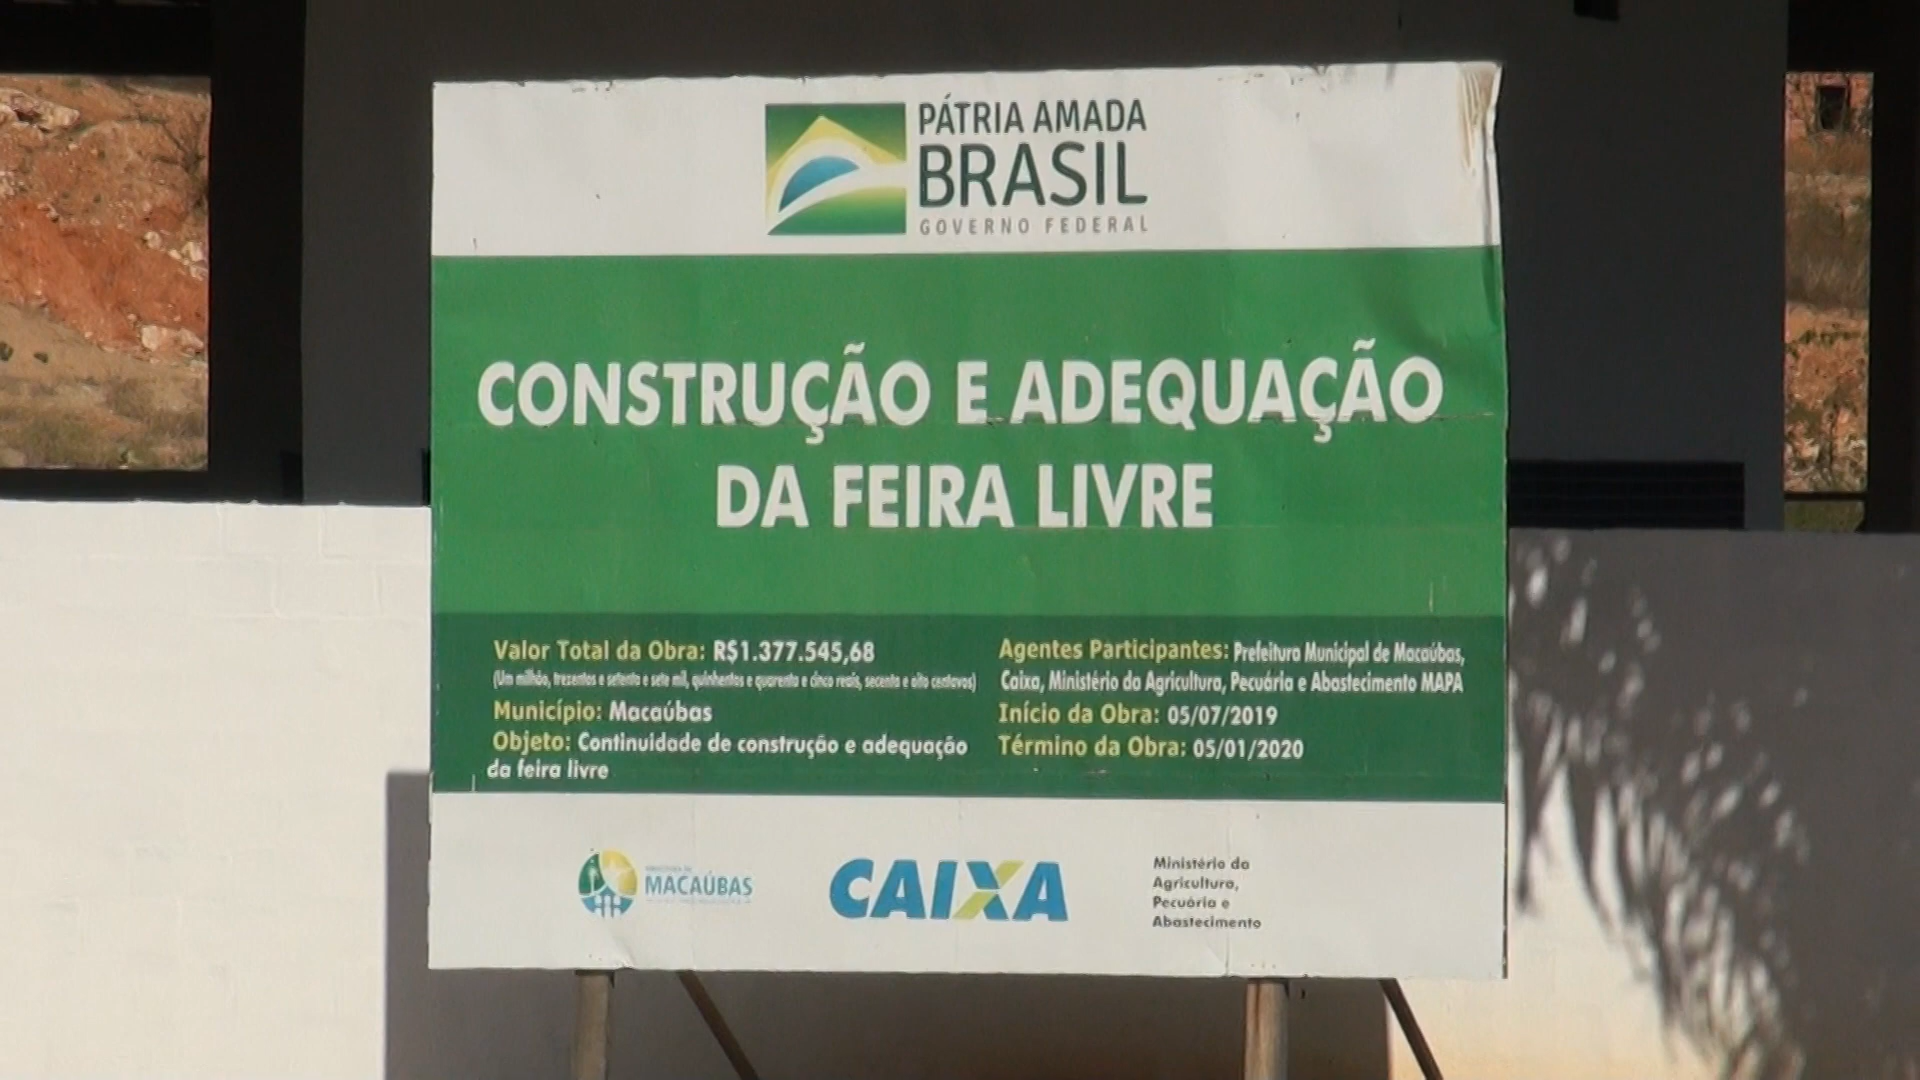 PÁTRIA AMADA
BRASIL
GOVERNO FEDERAL
CONSTRUÇÃO E ADEQUAÇÃO
DA FEIRA LIVRE
Valor Total da Obra: R$1.377.545,68
(Um milhão, trezentos e setenta e sete mil, quinhentos e quarenta e cinco reais, secenta e oito centavos)
Município: Macaúbas
Objeto: Continuidade de construção e adequação
da feira livre
Agentes Participantes: Prefeitura Municipal de Macaúbas,
Caixa, Ministério da Agricultura, Pecuária e Abastecimento MAPA
Início da Obra: 05/07/2019
Término da Obra: 05/01/2020
MACAÚBAS
CAIXA
Ministério da
Agricultura,
Pecuária e
Abastecimento